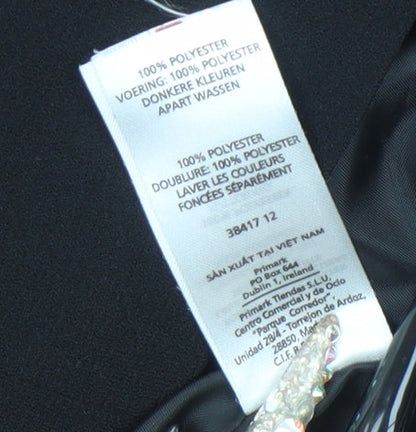 100% POLYESTER
VOERING: 100% POLYESTER
DONKERE KLEUREN
APART WASSEN
100% POLYESTER
DOUBLURE: 100% POLYESTER
LAVER LES COULEURS
FONCÉES SÉPARÉMENT
38417 12
SẢN XUẤT TẠI VIỆT NAM
Primark
PO Box 644
Dublin 1, Ireland
Primark Tiendas S.L.U.
Centro Comercial y de Ocio
"Parque Corredor",
Unidad 28/4 - Torrejon de Ardoz,
28850,
C.I.F.